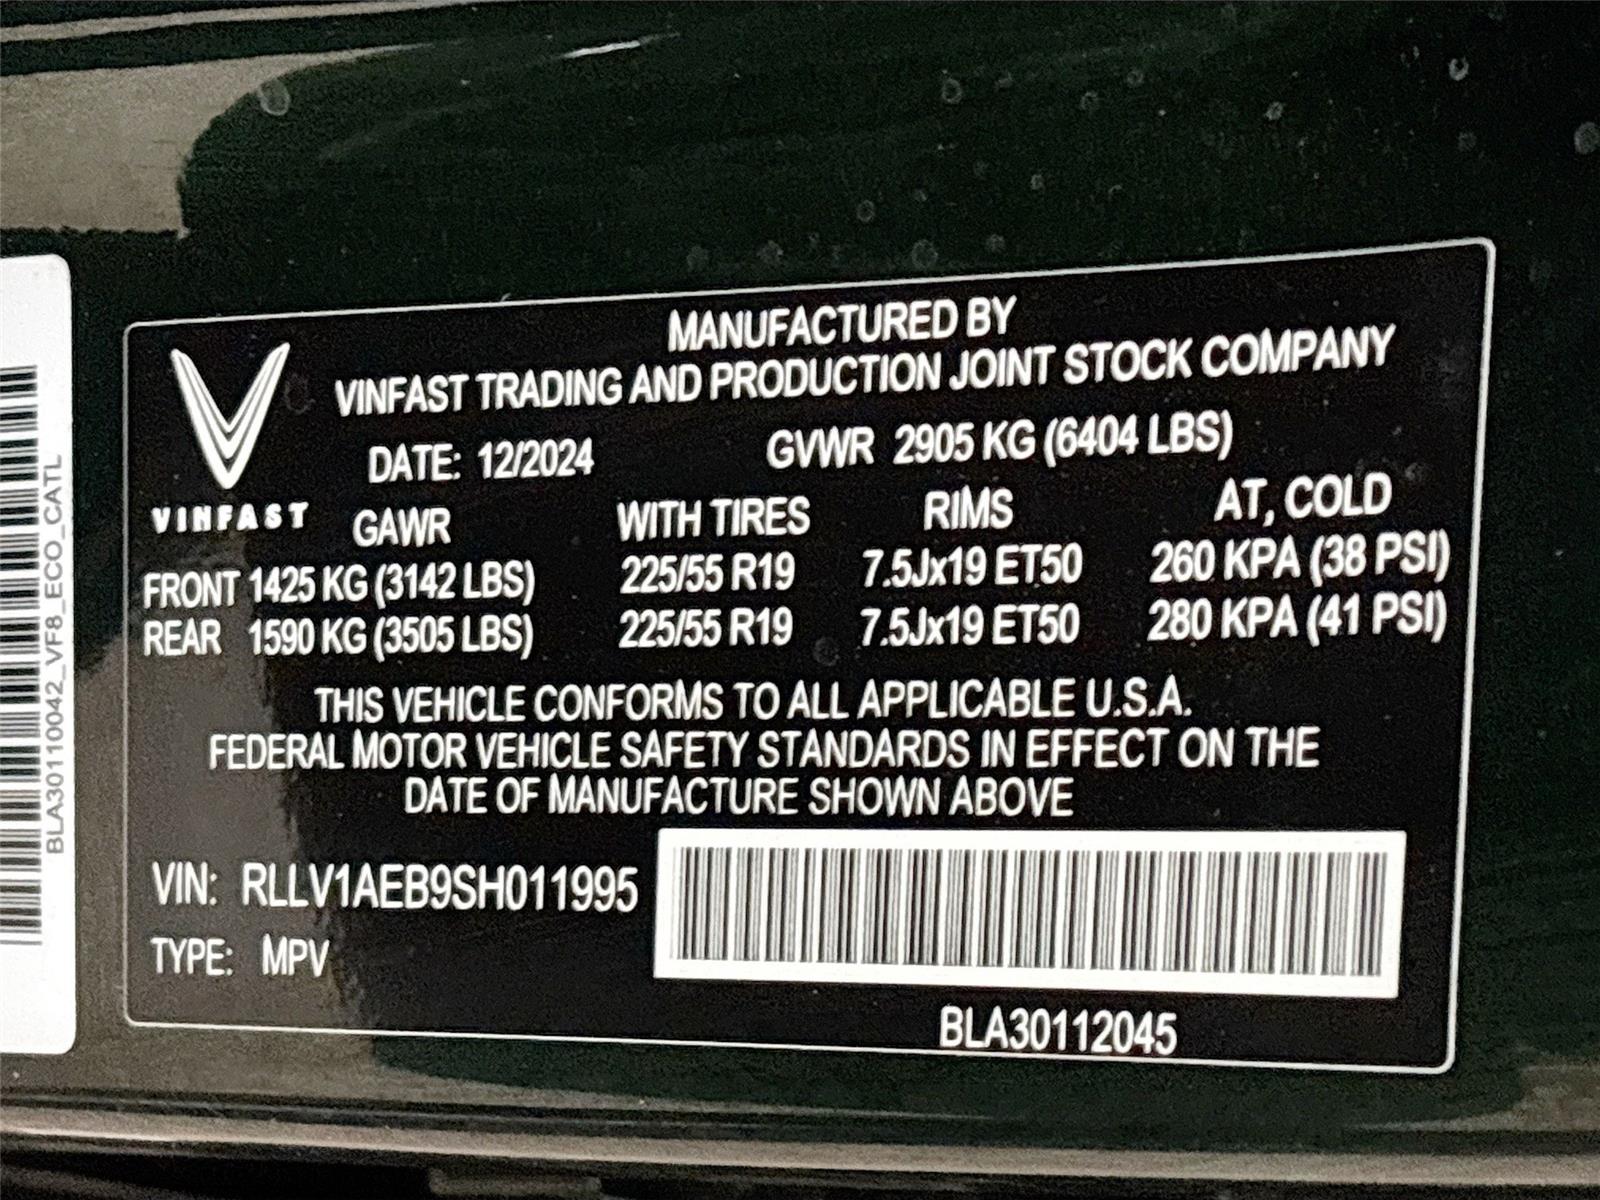 MANUFACTURED BY
VINFAST TRADING AND PRODUCTION JOINT STOCK COMPANY
DATE: 12/2024 GVWR 2905 KG (6404 LBS)
VINFAST
GAWR WITH TIRES RIMS AT, COLD
FRONT 1425 KG (3142 LBS) 225/55 R19 7.5Jx19 ET50 260 KPA (38 PSI)
REAR 1590 KG (3505 LBS) 225/55 R19 7.5Jx19 ET50 280 KPA (41 PSI)
THIS VEHICLE CONFORMS TO ALL APPLICABLE U.S.A.
FEDERAL MOTOR VEHICLE SAFETY STANDARDS IN EFFECT ON THE
DATE OF MANUFACTURE SHOWN ABOVE
VIN: RLLV1AEB9SH011995
TYPE: MPV
BLA30112045
BLA30110042_VF8_ECO_CATL